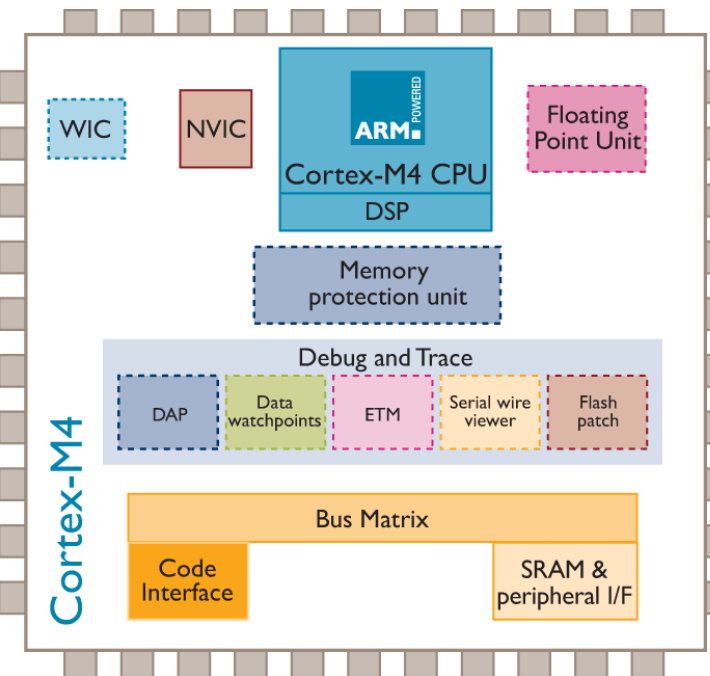 WIC
NVIC
ARM
POWERED
Cortex-M4 CPU
DSP
Floating
Point Unit
Memory
protection unit
Debug and Trace
DAP
Data
watchpoints
ETM
Serial wire
viewer
Flash
patch
Cortex-M4
Bus Matrix
Code
Interface
SRAM &
peripheral I/F